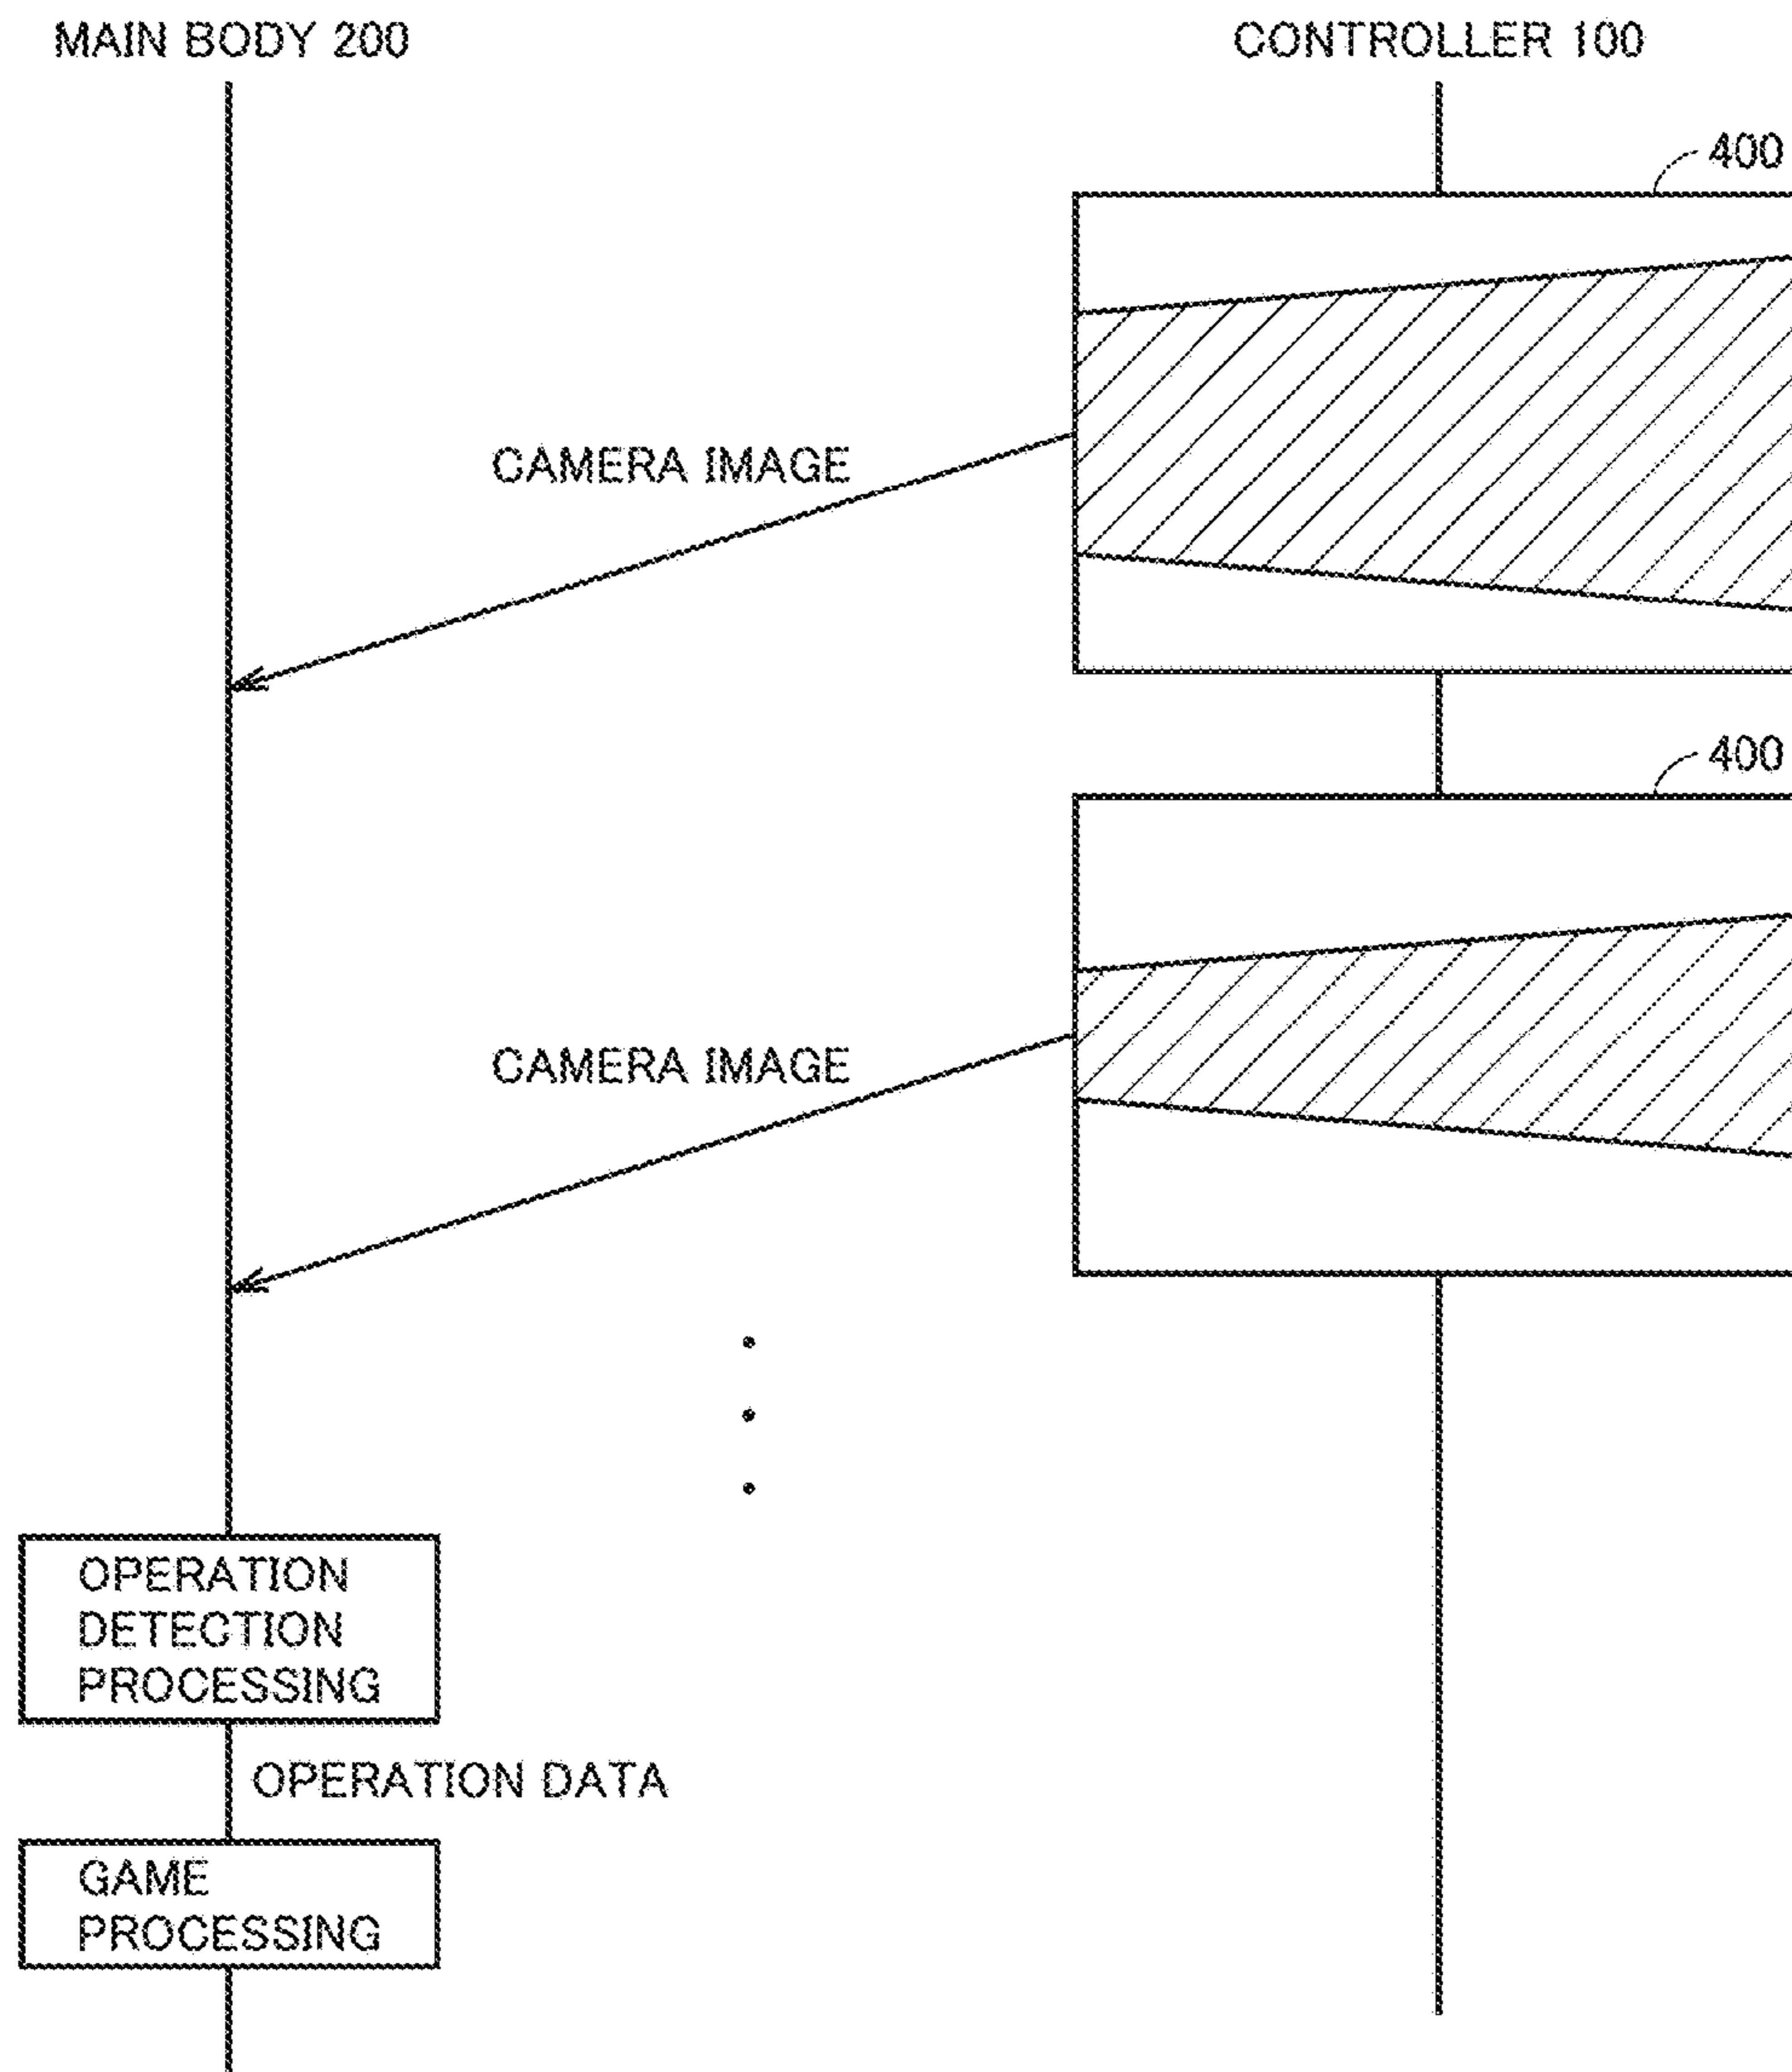 MAIN BODY 200
CONTROLLER 100
400
CAMERA IMAGE
400
CAMERA IMAGE
OPERATION
DETECTION
PROCESSING
OPERATION DATA
GAME
PROCESSING